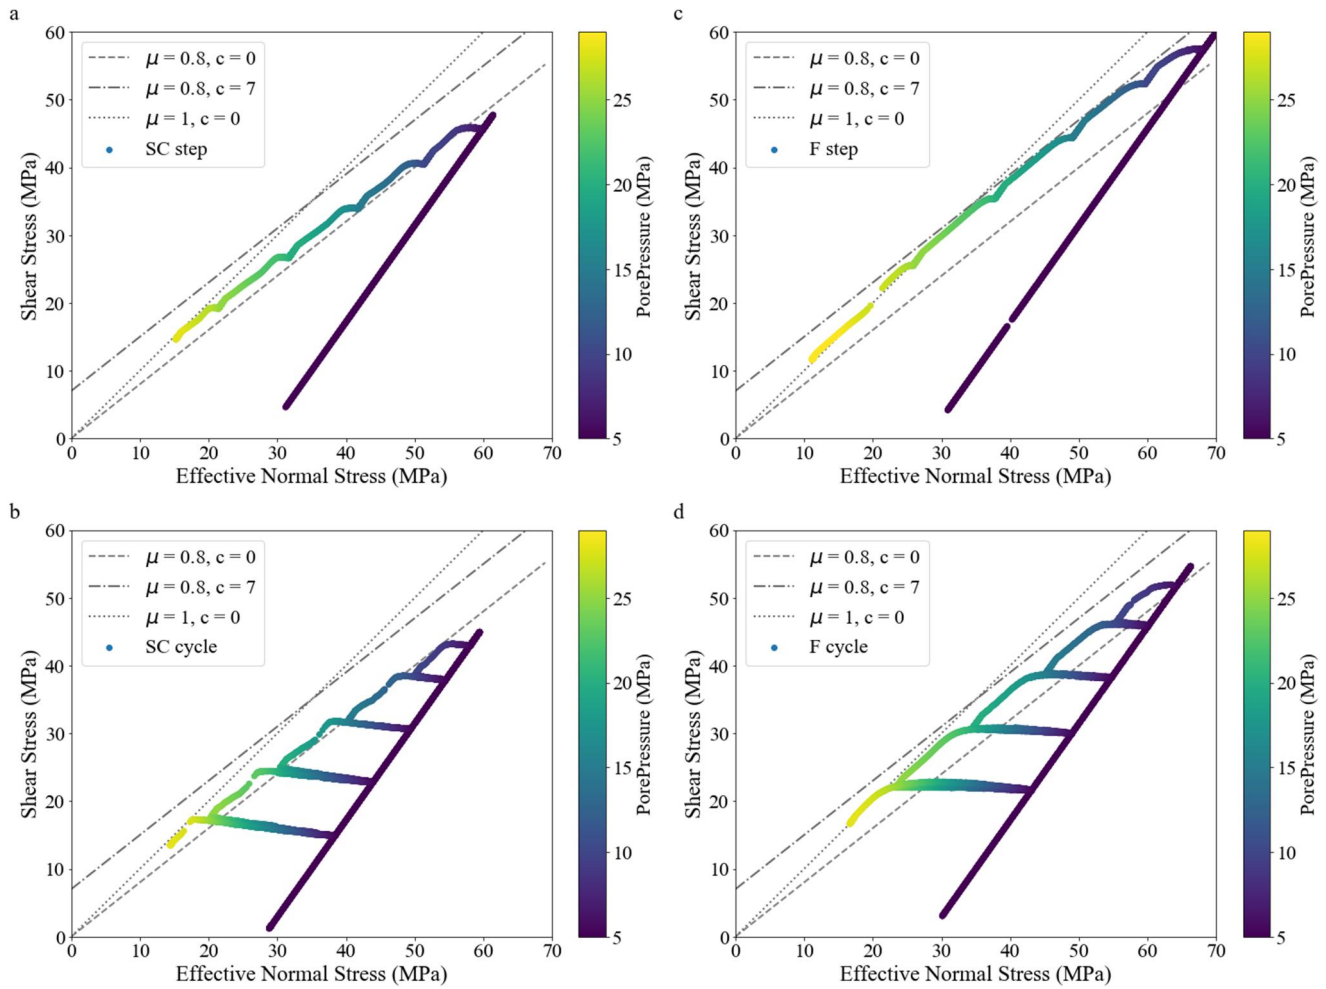 a
60
50
40
30
20
10
0
Shear Stress (MPa)
μ = 0.8, c = 0
μ = 0.8, c = 7
μ = 1, c = 0
SC step
0 10 20 30 40 50 60 70
Effective Normal Stress (MPa)
25
20
15
10
5
PorePressure (MPa)
c
60
50
40
30
20
10
0
Shear Stress (MPa)
μ = 0.8, c = 0
μ = 0.8, c = 7
μ = 1, c = 0
F step
0 10 20 30 40 50 60 70
Effective Normal Stress (MPa)
25
20
15
10
5
PorePressure (MPa)
b
60
50
40
30
20
10
0
Shear Stress (MPa)
μ = 0.8, c = 0
μ = 0.8, c = 7
μ = 1, c = 0
SC cycle
0 10 20 30 40 50 60 70
Effective Normal Stress (MPa)
25
20
15
10
5
PorePressure (MPa)
d
60
50
40
30
20
10
0
Shear Stress (MPa)
μ = 0.8, c = 0
μ = 0.8, c = 7
μ = 1, c = 0
F cycle
0 10 20 30 40 50 60 70
Effective Normal Stress (MPa)
25
20
15
10
5
PorePressure (MPa)